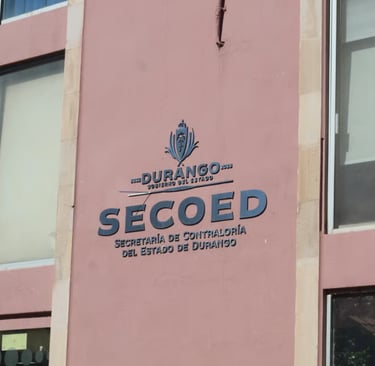 DURANGO
GOBIERNO DEL ESTADO
SECOED
SECRETARÍA DE CONTRALORÍA
DEL ESTADO DE DURANGO